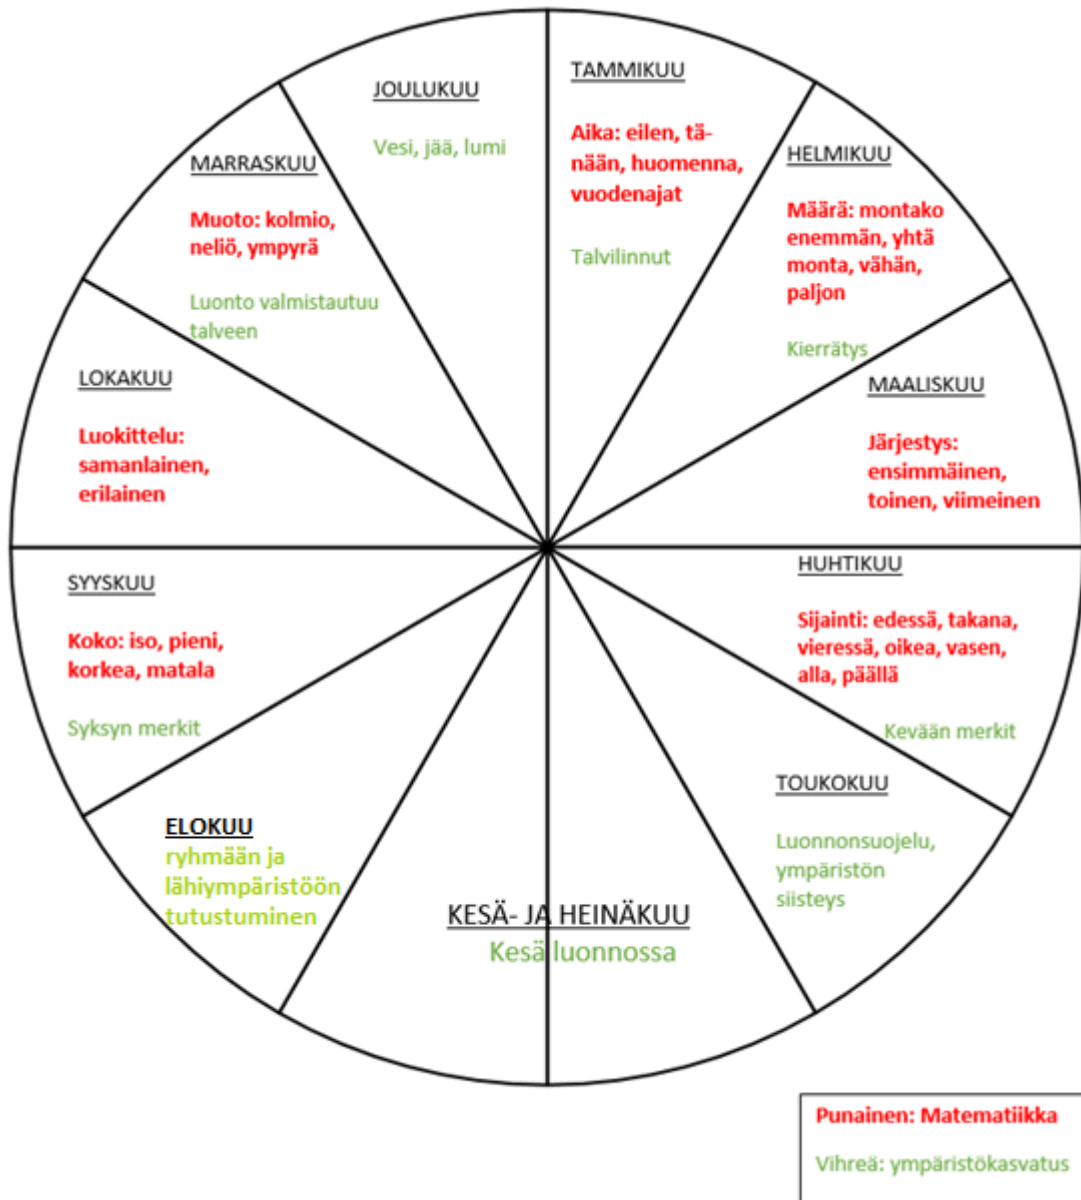 TAMMIKUU
Aika: eilen, tä-
nään, huomenna,
vuodenajat
Talvilinnut
HELMIKUU
Määrä: montako
enemmän, yhtä
monta, vähän,
paljon
Kierrätys
MAALISKUU
Järjestys:
ensimmäinen,
toinen, viimeinen
HUHTIKUU
Sijainti: edessä, takana,
vieressä, oikea, vasen,
alla, päällä
Kevään merkit
TOUKOKUU
Luonnonsuojelu,
ympäristön
siisteys
KESÄ- JA HEINÄKUU
Kesä luonnossa
ELOKUU
ryhmään ja
lähiympäristöön
tutustuminen
SYYSKUU
Koko: iso, pieni,
korkea, matala
Syksyn merkit
LOKAKUU
Luokittelu:
samanlainen,
erilainen
MARRASKUU
Muoto: kolmio,
neliö, ympyrä
Luonto valmistautuu
talveen
JOULUKUU
Vesi, jää, lumi
Punainen: Matematiikka
Vihreä: ympäristökasvatus